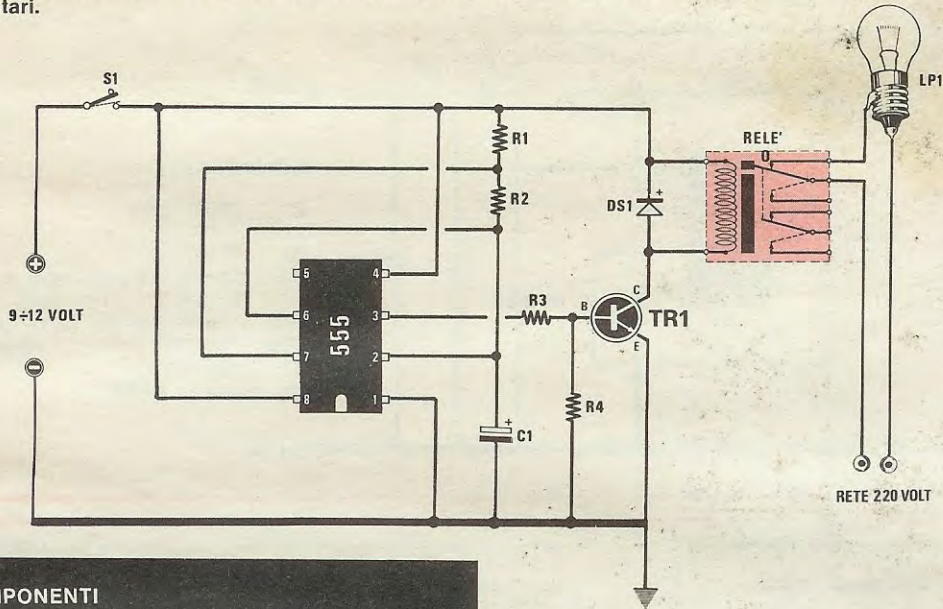 tari.
S1
LP1
R1
RELE'
R2
DS1
+
5 4
9÷12 VOLT
555
6 3
R3
B
C
TR1
E
7 2
8 1
R4
+
C1
RETE 220 VOLT
MPONENTI